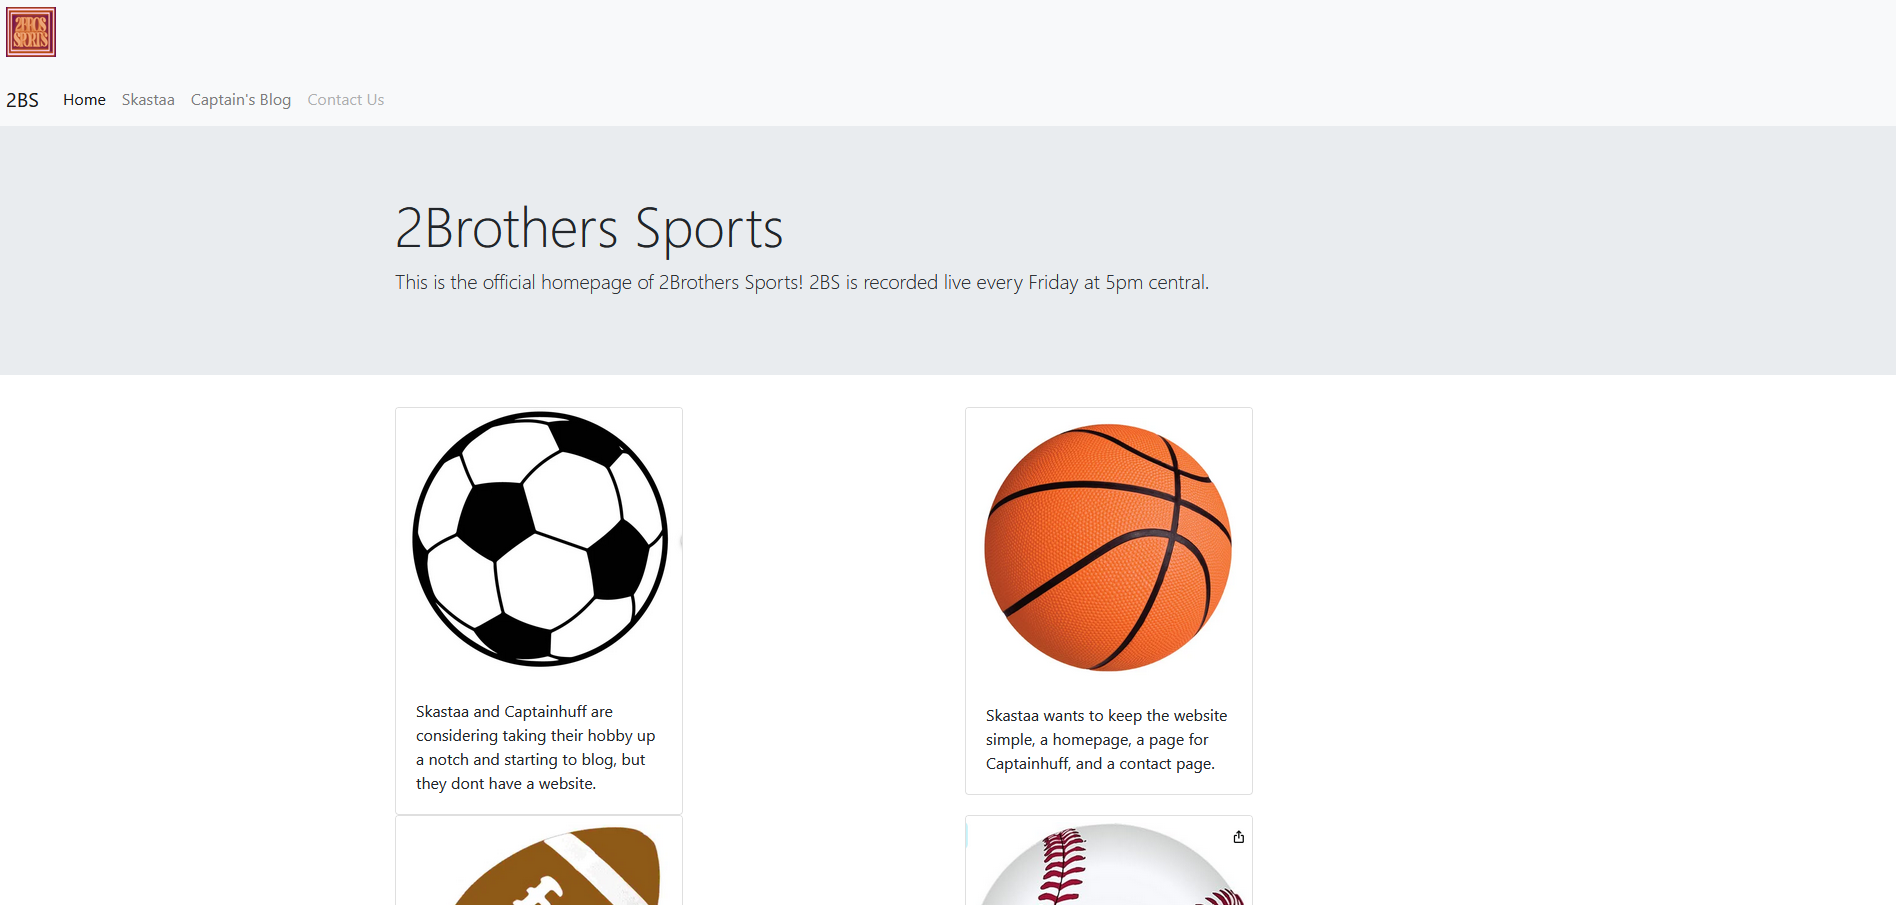 2BROS
SPORTS
2BS Home Skastaa Captain's Blog Contact Us
2Brothers Sports
This is the official homepage of 2Brothers Sports! 2BS is recorded live every Friday at 5pm central.
Skastaa and Captainhuff are
considering taking their hobby up
a notch and starting to blog, but
they dont have a website.
Skastaa wants to keep the website
simple, a homepage, a page for
Captainhuff, and a contact page.